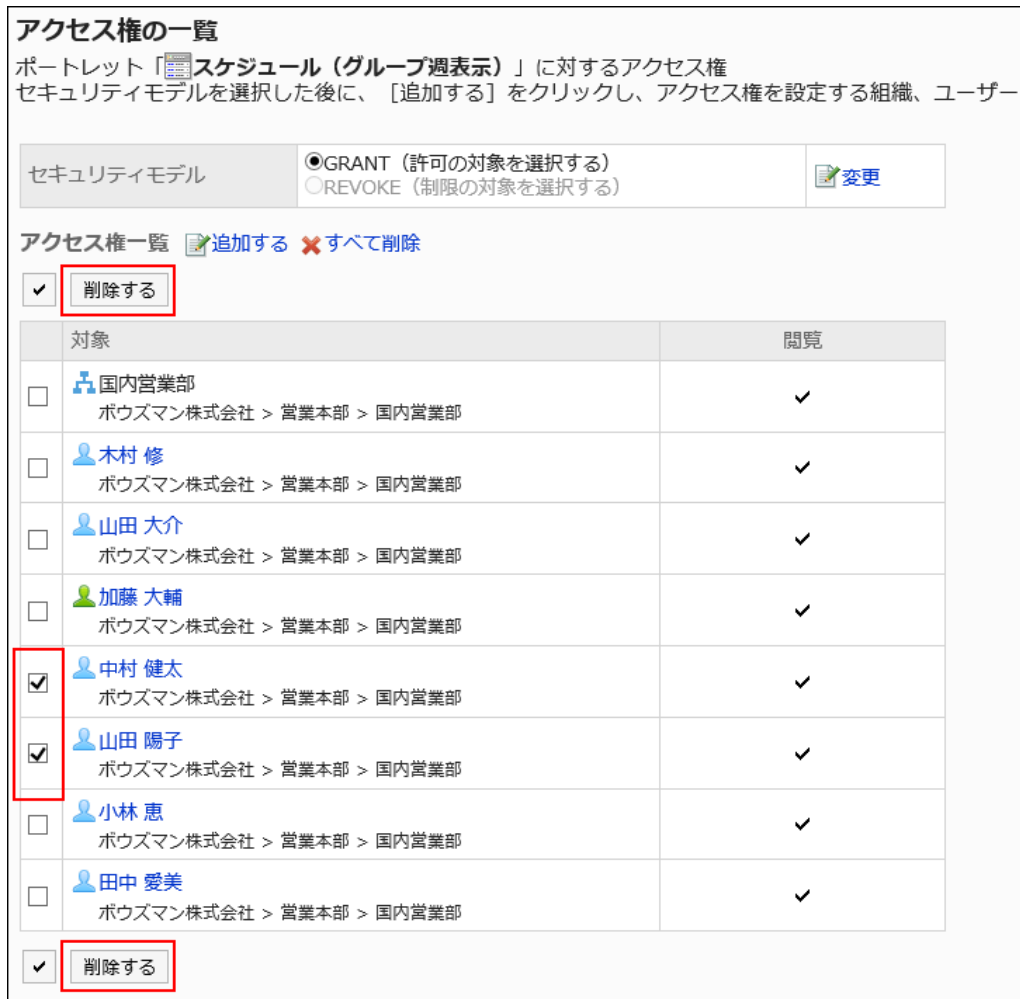 アクセス権の一覧
ポートレット「スケジュール（グループ週表示）」に対するアクセス権
セキュリティモデルを選択した後に、［追加する］をクリックし、アクセス権を設定する組織、ユーザー
セキュリティモデル
GRANT（許可の対象を選択する）
REVOKE（制限の対象を選択する）
変更
アクセス権一覧 追加する すべて削除
削除する
対象 閲覧
国内営業部
ボウズマン株式会社 > 営業本部 > 国内営業部
木村 修
ボウズマン株式会社 > 営業本部 > 国内営業部
山田 大介
ボウズマン株式会社 > 営業本部 > 国内営業部
加藤 大輔
ボウズマン株式会社 > 営業本部 > 国内営業部
中村 健太
ボウズマン株式会社 > 営業本部 > 国内営業部
山田 陽子
ボウズマン株式会社 > 営業本部 > 国内営業部
小林 恵
ボウズマン株式会社 > 営業本部 > 国内営業部
田中 愛美
ボウズマン株式会社 > 営業本部 > 国内営業部
削除する